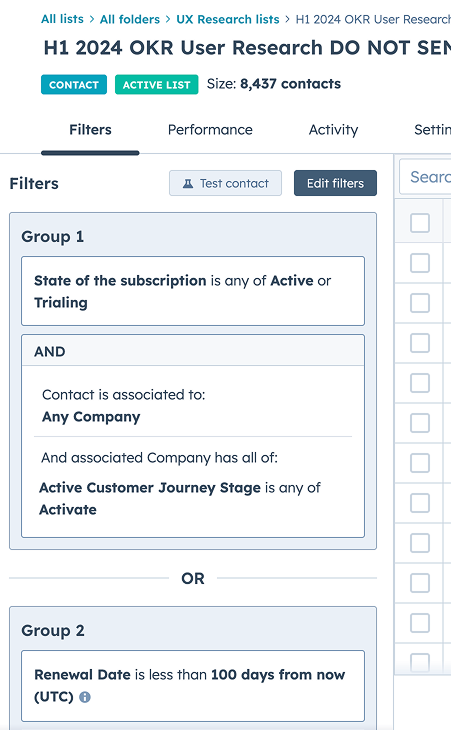 All lists > All folders > UX Research lists > H1 2024 OKR User Research
H1 2024 OKR User Research DO NOT SEN
CONTACT ACTIVE LIST Size: 8,437 contacts
Filters Performance Activity Settin
Filters Test contact Edit filters Searc
Group 1
State of the subscription is any of Active or
Trialing
AND
Contact is associated to:
Any Company
And associated Company has all of:
Active Customer Journey Stage is any of
Activate
OR
Group 2
Renewal Date is less than 100 days from now
(UTC)